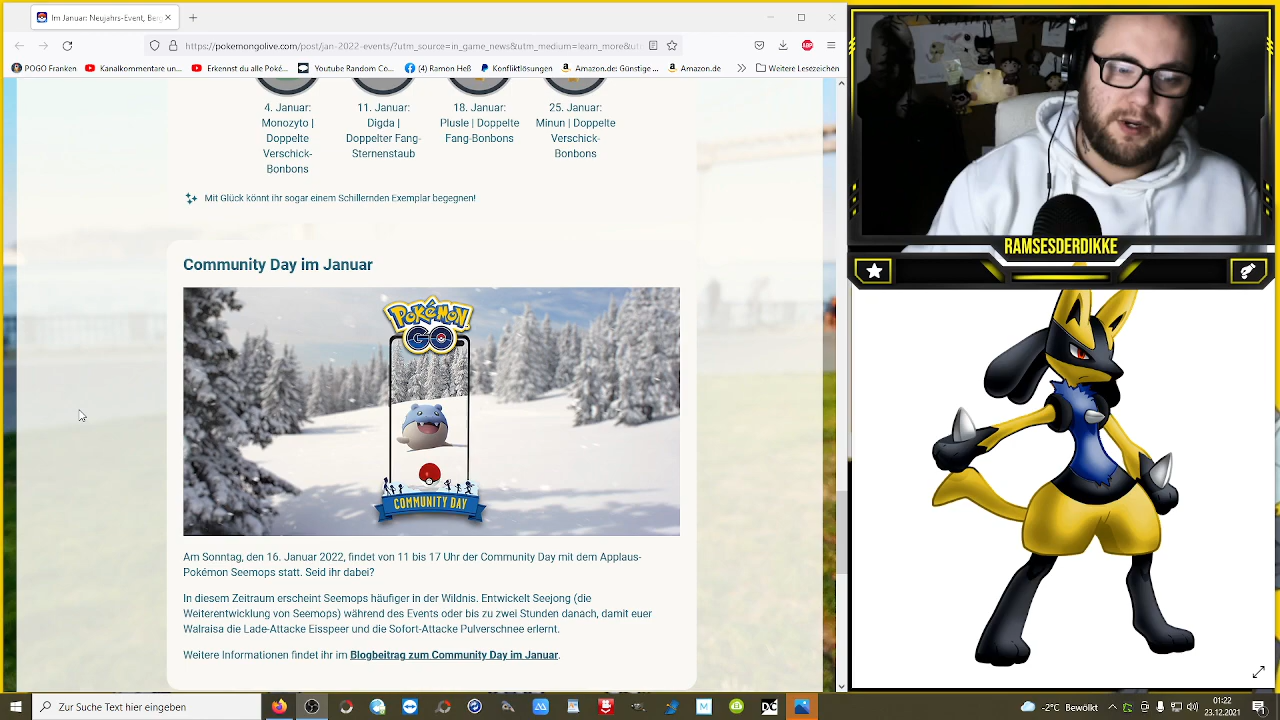 Im Januar: Neujahrs-Event, Berg
https://pokemongolive.com/post/jan-2022-events/?utm_source=in_game_news&utm_medium=learn_more&ut
POGO Franken
Kanalkommentare un...
Erkennst du alle Poké...
Youtube Ramon Co...
(4) Ramon Heß
Konfliktlösungen
Amazon.de: Günstige...
Amazon.de
Weitere Lesezeichen
4. Januar:
Monozyto |
Doppelte
Verschick-
Bonbons
11. Januar:
Digda |
Doppelter Fang-
Sternenstaub
18. Januar:
Plusle | Doppelte
Fang-Bonbons
25. Januar:
Minun | Doppelte
Verschick-
Bonbons
Mit Glück könnt ihr sogar einem Schillernden Exemplar begegnen!
Community Day im Januar
Pokémon
GO
COMMUNITY DAY
Am Sonntag, den 16. Januar 2022, findet von 11 bis 17 Uhr der Community Day mit dem Applaus-
Pokémon Seemops statt. Seid ihr dabei?
In diesem Zeitraum erscheint Seemops häufiger in der Wildnis. Entwickelt Seejong (die
Weiterentwicklung von Seemops) während des Events oder bis zu zwei Stunden danach, damit euer
Walraisa die Lade-Attacke Eisspeer und die Sofort-Attacke Pulverschnee erlernt.
Weitere Informationen findet ihr im Blogbeitrag zum Community Day im Januar.
RAMSESDERDIKKE
Zur Suche Text hier eingeben
-2°C Bewölkt
01:22
23.12.2021